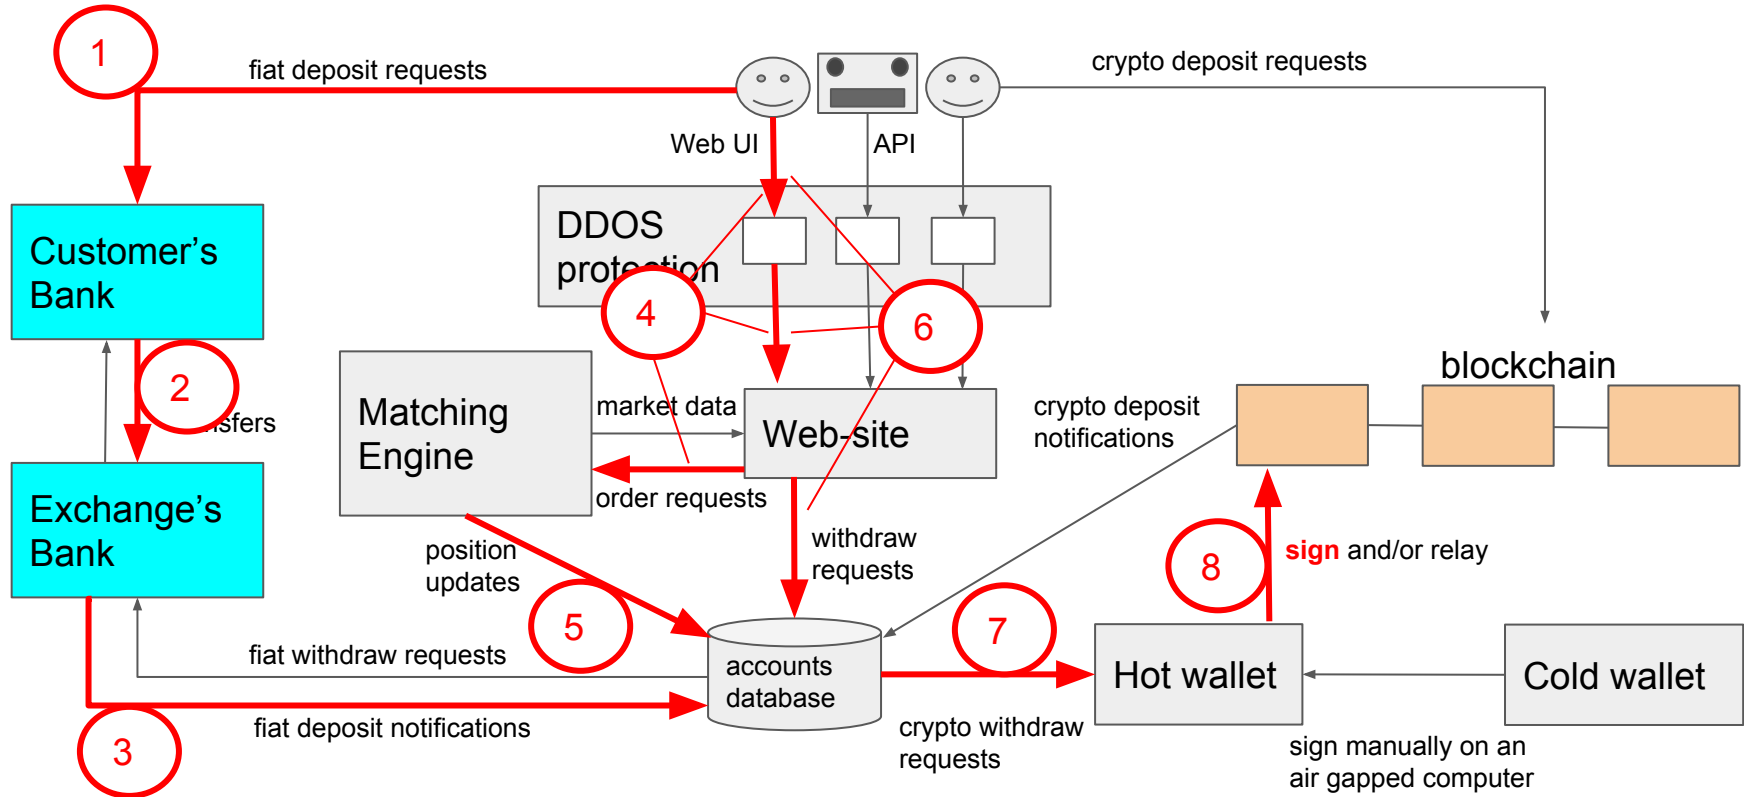 1
fiat deposit requests
crypto deposit requests
Web UI
API
DDOS
protection
Customer's
Bank
4
6
2
nsfers
Matching
Engine
market data
Web-site
order requests
blockchain
crypto deposit
notifications
Exchange's
Bank
position
updates
withdraw
requests
8
sign and/or relay
5
7
fiat withdraw requests
accounts
database
Hot wallet
Cold wallet
3
fiat deposit notifications
crypto withdraw
requests
sign manually on an
air gapped computer